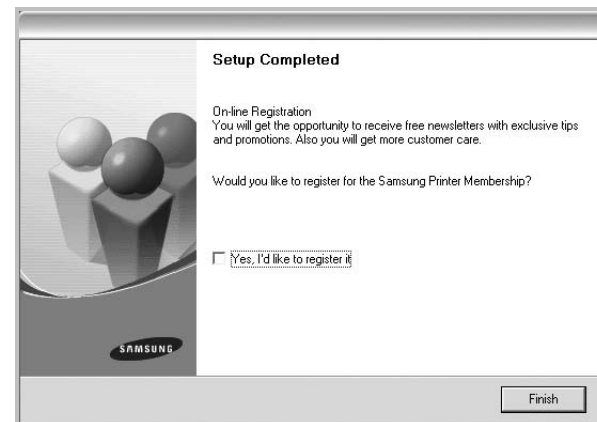 Setup Completed
On-line Registration
You will get the opportunity to receive free newsletters with exclusive tips
and promotions. Also you will get more customer care.
Would you like to register for the Samsung Printer Membership?
Yes, I'd like to register it
SAMSUNG
Finish